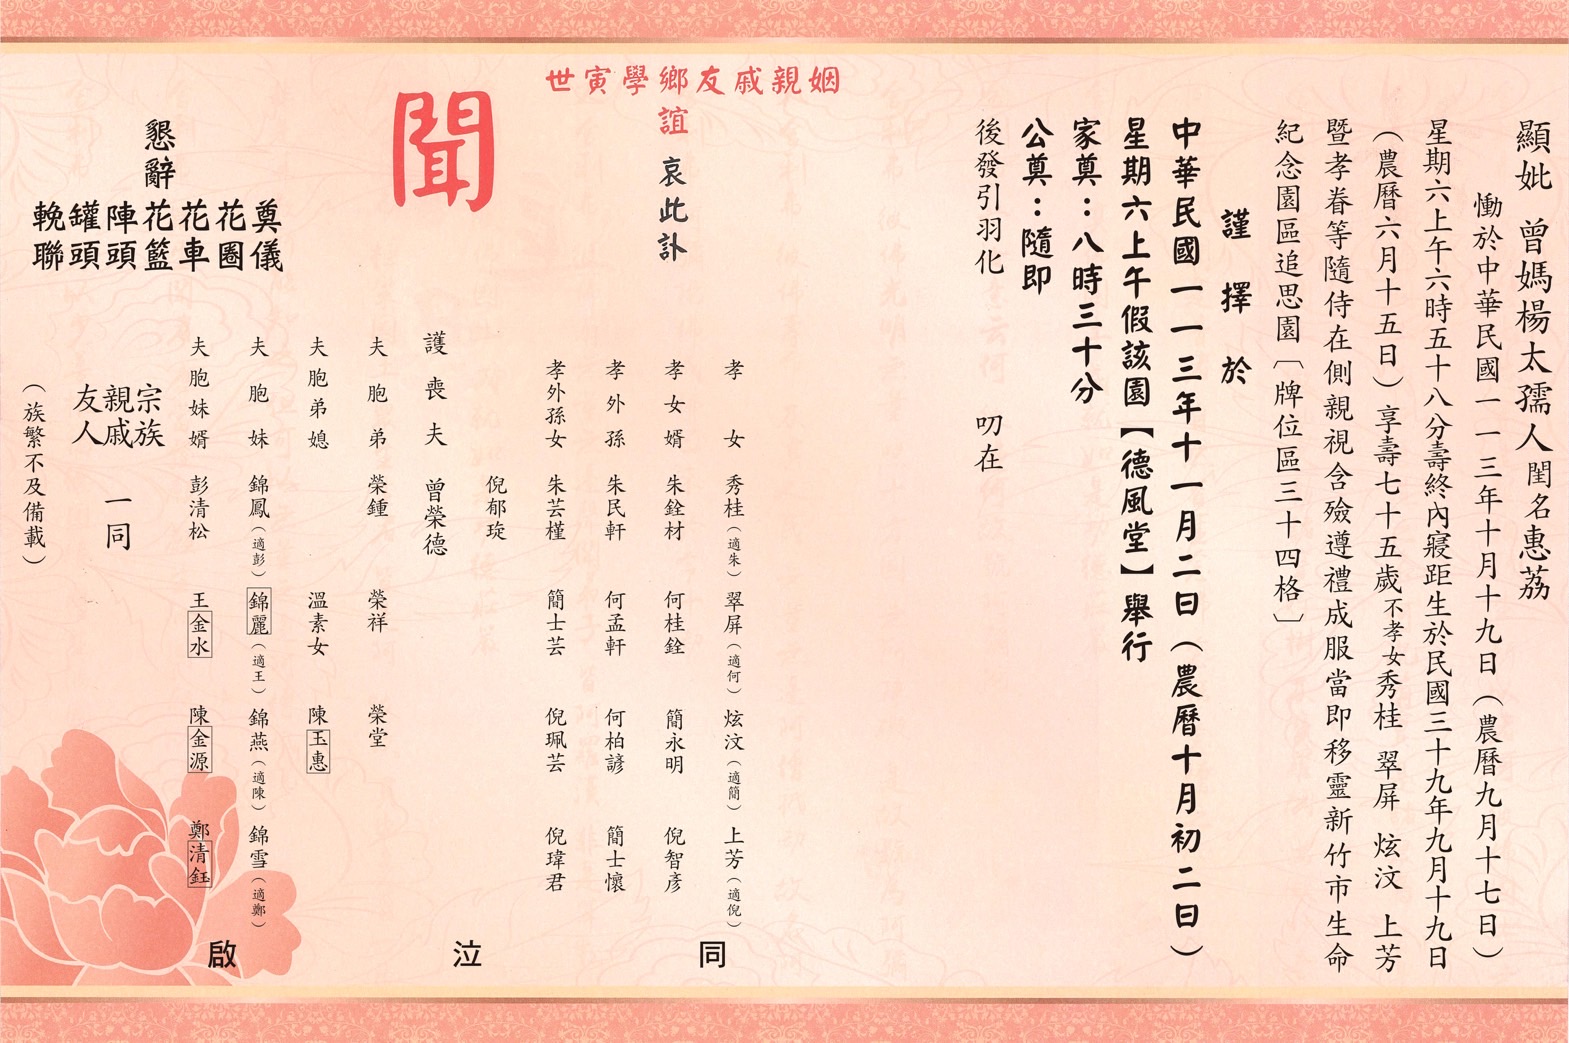 顯妣 曾媽楊太孺人閨名惠荔
慟於中華民國一一三年十月十九日（農曆九月十七日）
星期六上午六時五十八分壽終內寢距生於民國三十九年九月十九日
（農曆六月十五日）享壽七十五歲不孝女秀桂 翠屏 炫汶 上芳
暨孝眷等隨侍在側親視含殮遵禮成服當即移靈新竹市生命
紀念園區追思園〔牌位區三十四格〕
謹擇於
中華民國一一三年十一月二日（農曆十月初二日）
星期六上午假該園【德風堂】舉行
家奠：八時三十分
公奠：隨即
後發引羽化 叨在
姻親戚友鄉學寅世
誼 哀此訃
聞
孝女 秀桂（適朱） 翠屏（適何） 炫汶（適簡） 上芳（適倪）
孝女婿 朱銓材 何桂銓 簡永明 倪智彥
孝外孫 朱民軒 何孟軒 何柏諺 簡士懷
孝外孫女 朱芸槿 簡士芸 倪珮芸 倪瑋君
倪郁琁
護喪夫 曾榮德
夫胞弟 榮鍾 榮祥 榮堂
夫胞弟媳 溫素女 陳玉惠
夫胞妹 錦鳳（適彭） 錦麗（適王） 錦燕（適陳） 錦雪（適鄭）
夫胞妹婿 彭清松 王金水 陳金源 鄭清鈺
宗族
親戚 一同
友人
（族繁不及備載）
同泣啟
懇辭
奠儀
花圈
花車
花籃
陣頭
罐頭
輓聯